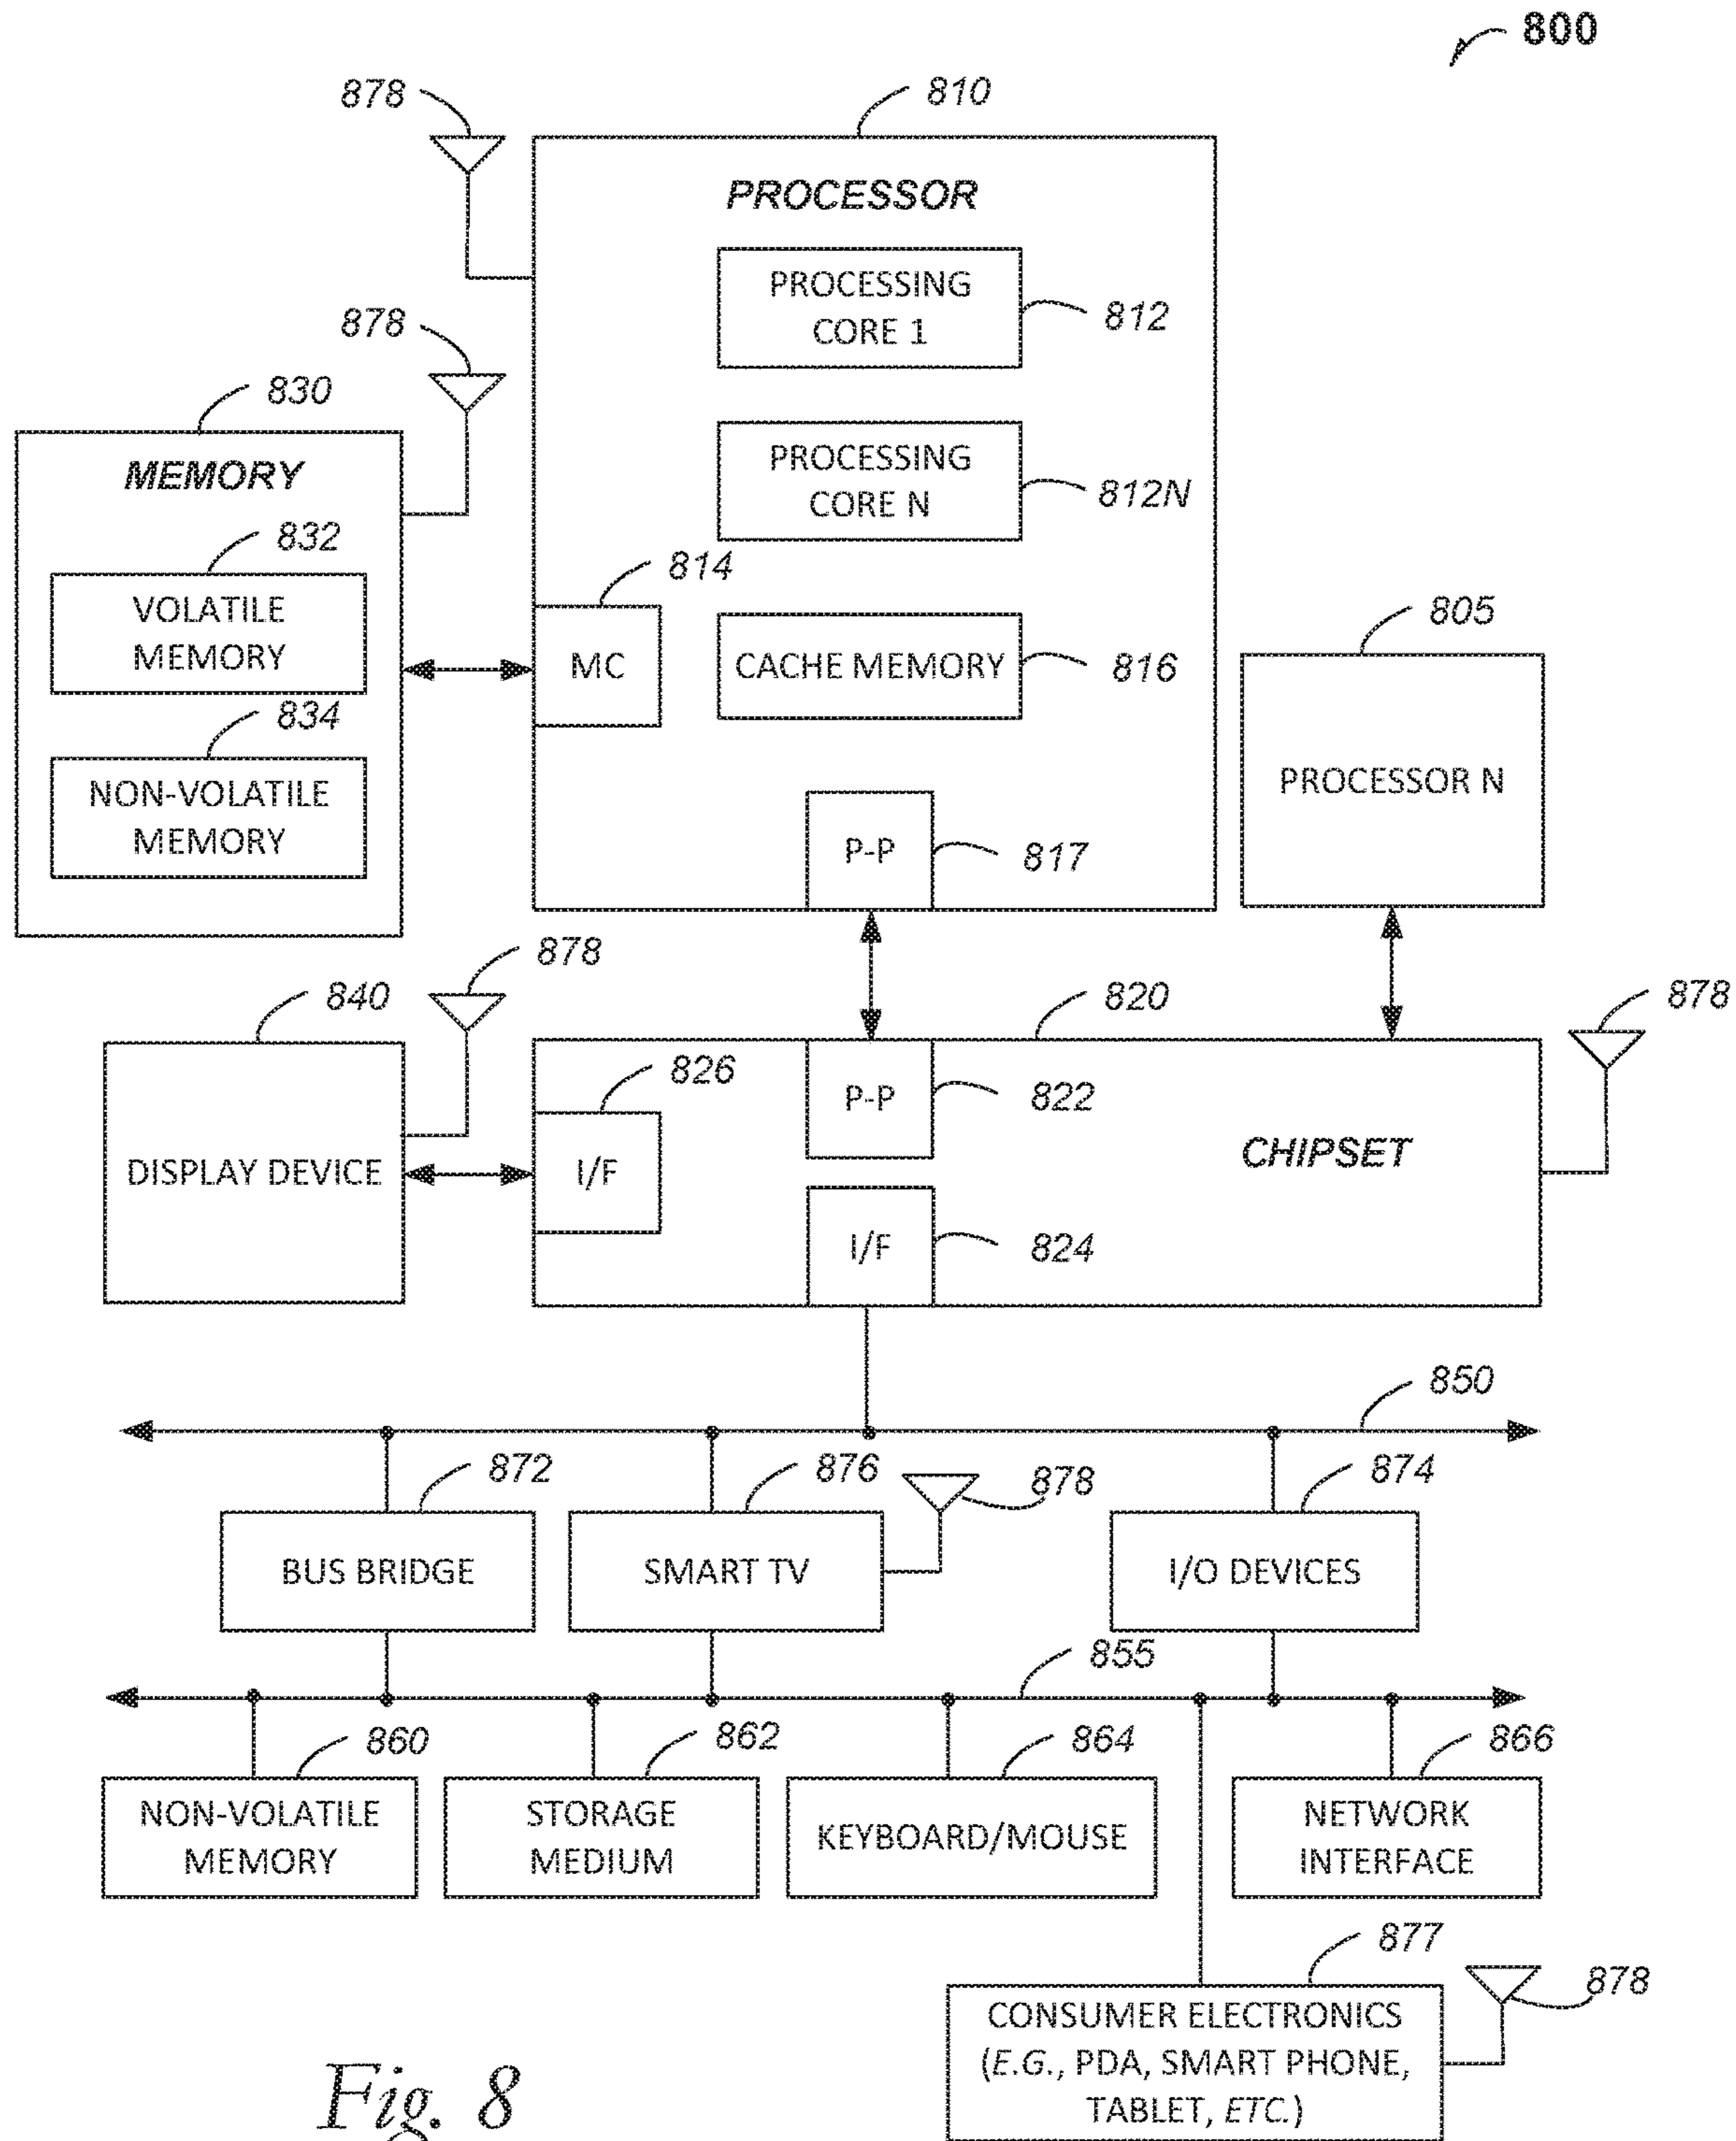 800
878
810
PROCESSOR
PROCESSING
CORE 1
812
878
830
MEMORY
PROCESSING
CORE N
812N
832
VOLATILE
MEMORY
814
MC
CACHE MEMORY
816
805
PROCESSOR N
834
NON-VOLATILE
MEMORY
P-P
817
878
840
DISPLAY DEVICE
820
878
826
I/F
P-P
822
CHIPSET
I/F
824
850
872
BUS BRIDGE
876
SMART TV
878
874
I/O DEVICES
855
860
NON-VOLATILE
MEMORY
862
STORAGE
MEDIUM
864
KEYBOARD/MOUSE
866
NETWORK
INTERFACE
877
CONSUMER ELECTRONICS
(E.G., PDA, SMART PHONE,
TABLET, ETC.)
878
Fig. 8